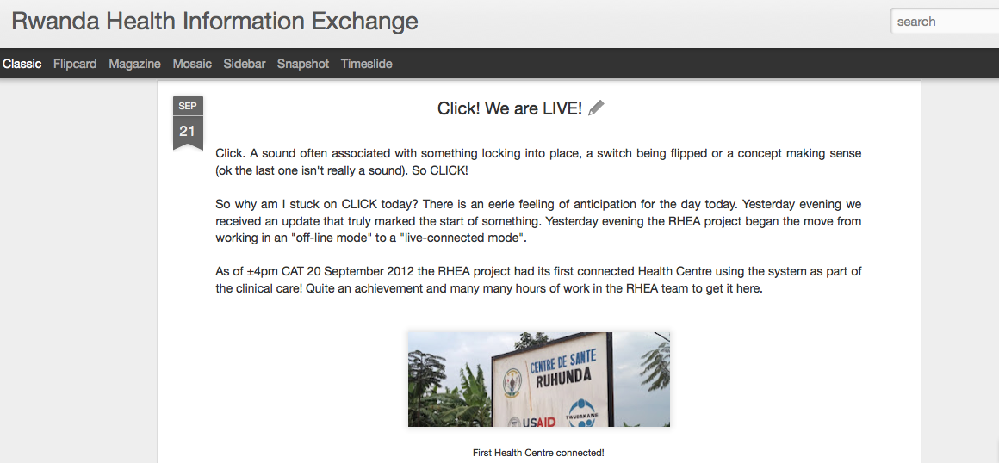 Rwanda Health Information Exchange
search
Classic Flipcard Magazine Mosaic Sidebar Snapshot Timeslide
SEP
21
Click! We are LIVE!
Click. A sound often associated with something locking into place, a switch being flipped or a concept making sense
(ok the last one isn't really a sound). So CLICK!
So why am I stuck on CLICK today? There is an eerie feeling of anticipation for the day today. Yesterday evening we
received an update that truly marked the start of something. Yesterday evening the RHEA project began the move from
working in an "off-line mode" to a "live-connected mode".
As of ±4pm CAT 20 September 2012 the RHEA project had its first connected Health Centre using the system as part of
the clinical care! Quite an achievement and many many hours of work in the RHEA team to get it here.
CENTRE DE SANTE
RUHUNDA
USAID
TWUBAKANE
First Health Centre connected!